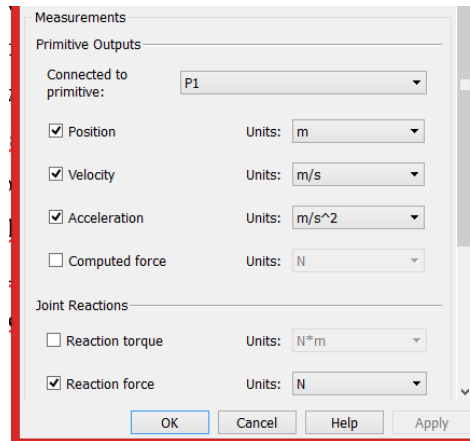 Measurements
Primitive Outputs
Connected to
primitive:
P1
Position Units: m
Velocity Units: m/s
Acceleration Units: m/s^2
Computed force Units: N
Joint Reactions
Reaction torque Units: N*m
Reaction force Units: N
OK Cancel Help Apply